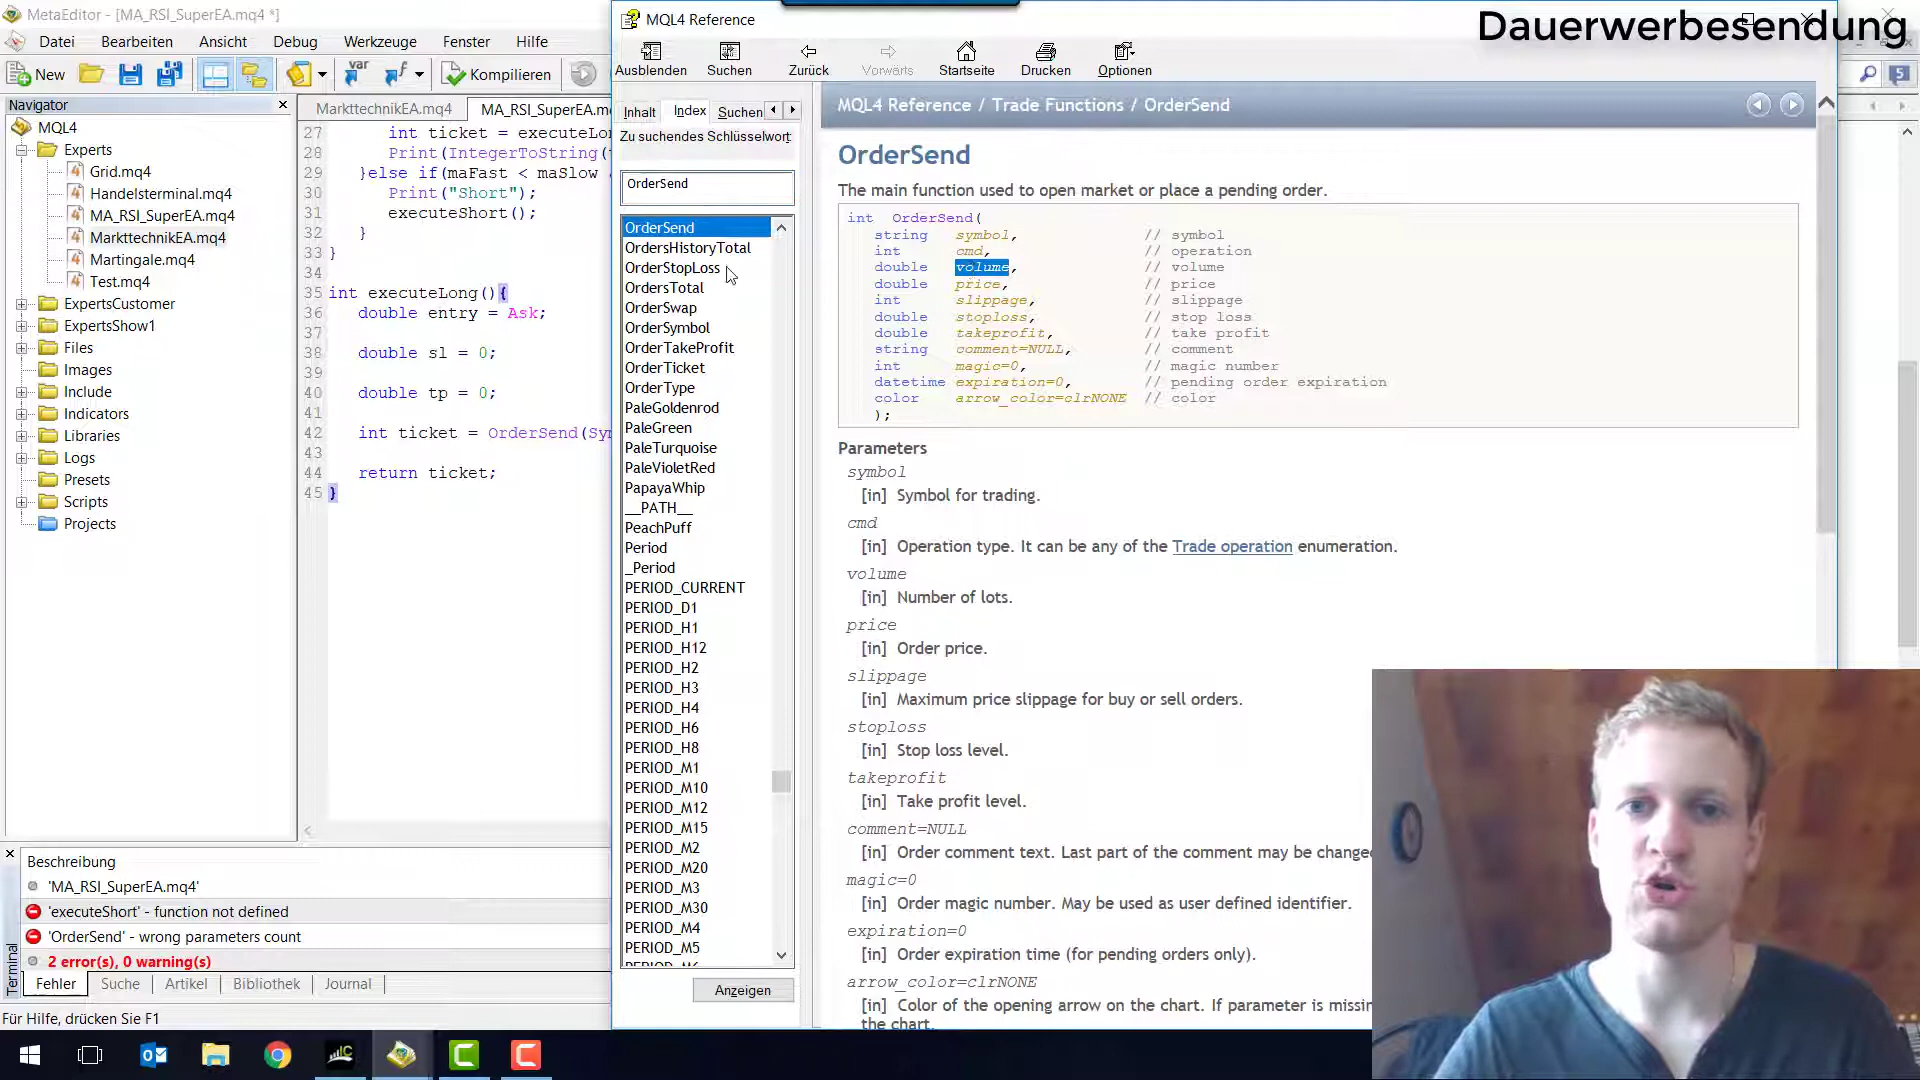 MetaEditor - [MA_RSI_SuperEA.mq4 *]
Datei Bearbeiten Ansicht Debug Werkzeuge Fenster Hilfe
New
var
Kompilieren
Navigator
MQL4
Experts
Grid.mq4
Handelsterminal.mq4
MA_RSI_SuperEA.mq4
MarkttechnikEA.mq4
Martingale.mq4
Test.mq4
ExpertsCustomer
ExpertsShow1
Files
Images
Include
Indicators
Libraries
Logs
Presets
Scripts
Projects
MarkttechnikEA.mq4 MA_RSI_SuperEA.m
27 int ticket = executeLon
28 Print(IntegerToString(
29 }else if(maFast < maSlow
30 Print("Short");
31 executeShort();
32 }
33 }
34
35 int executeLong(){
36 double entry = Ask;
37
38 double sl = 0;
39
40 double tp = 0;
41
42 int ticket = OrderSend(Sy
43
44 return ticket;
45 }
Beschreibung
'MA_RSI_SuperEA.mq4'
'executeShort' - function not defined
'OrderSend' - wrong parameters count
2 error(s), 0 warning(s)
Terminal
Fehler Suche Artikel Bibliothek Journal
Für Hilfe, drücken Sie F1
MQL4 Reference
Ausblenden Suchen Zurück Vorwärts Startseite Drucken Optionen
Inhalt Index Suchen
Zu suchendes Schlüsselwort:
OrderSend
OrderSend
OrdersHistoryTotal
OrderStopLoss
OrdersTotal
OrderSwap
OrderSymbol
OrderTakeProfit
OrderTicket
OrderType
PaleGoldenrod
PaleGreen
PaleTurquoise
PaleVioletRed
PapayaWhip
__PATH__
PeachPuff
Period
_Period
PERIOD_CURRENT
PERIOD_D1
PERIOD_H1
PERIOD_H12
PERIOD_H2
PERIOD_H3
PERIOD_H4
PERIOD_H6
PERIOD_H8
PERIOD_M1
PERIOD_M10
PERIOD_M12
PERIOD_M15
PERIOD_M2
PERIOD_M20
PERIOD_M3
PERIOD_M30
PERIOD_M4
PERIOD_M5
Anzeigen
MQL4 Reference / Trade Functions / OrderSend
OrderSend
The main function used to open market or place a pending order.
int OrderSend(
string symbol, // symbol
int cmd, // operation
double volume, // volume
double price, // price
int slippage, // slippage
double stoploss, // stop loss
double takeprofit, // take profit
string comment=NULL, // comment
int magic=0, // magic number
datetime expiration=0, // pending order expiration
color arrow_color=clrNONE // color
);
Parameters
symbol
[in] Symbol for trading.
cmd
[in] Operation type. It can be any of the Trade operation enumeration.
volume
[in] Number of lots.
price
[in] Order price.
slippage
[in] Maximum price slippage for buy or sell orders.
stoploss
[in] Stop loss level.
takeprofit
[in] Take profit level.
comment=NULL
[in] Order comment text. Last part of the comment may be changed
magic=0
[in] Order magic number. May be used as user defined identifier.
expiration=0
[in] Order expiration time (for pending orders only).
arrow_color=clrNONE
[in] Color of the opening arrow on the chart. If parameter is missin
the chart.
Dauerwerbesendung
5